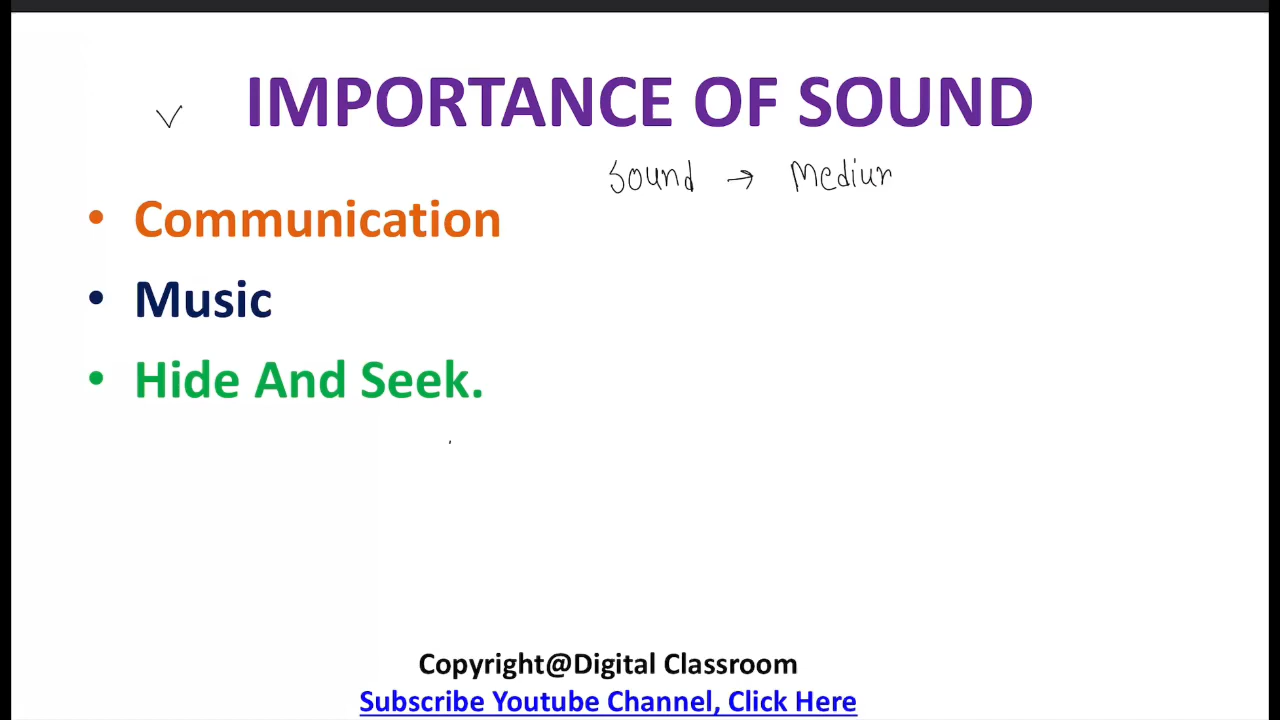 IMPORTANCE OF SOUND
Sound → Mediur
• Communication
• Music
• Hide And Seek.
Copyright@Digital Classroom
Subscribe Youtube Channel, Click Here